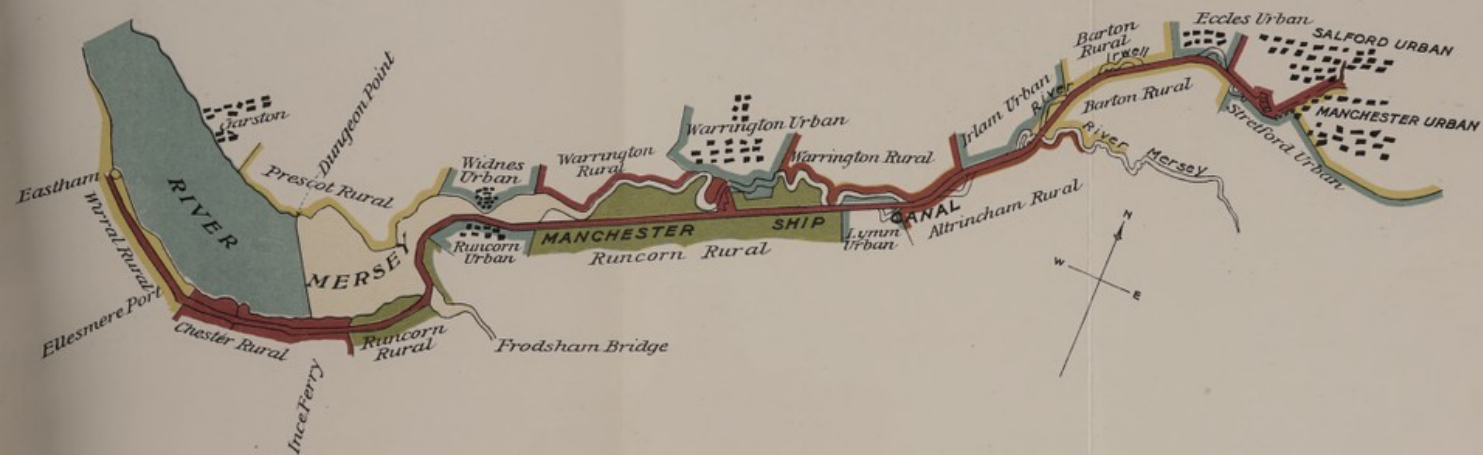 Eccles Urban
SALFORD URBAN
Barton
Rural
Irwell
River
Barton Rural
MANCHESTER URBAN
Stretford Urban
Irlam Urban
River Mersey
Garston
Dungeon Point
Prescot Rural
Widnes
Urban
Warrington
Rural
Warrington Urban
Warrington Rural
Eastham
Wirral Rural
RIVER
MERSEY
Runcorn
Urban
MANCHESTER SHIP CANAL
Runcorn Rural
Lymm
Urban
Altrincham Rural
Ellesmere Port
Chester Rural
Runcorn
Rural
Frodsham Bridge
Ince Ferry
N
W
E